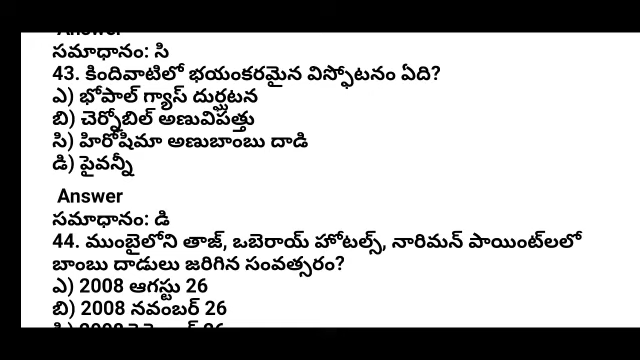 సమాధానం: సి
43. కిందివాటిలో భయంకరమైన విస్ఫోటనం ఏది?
ఎ) భోపాల్ గ్యాస్ దుర్ఘటన
బి) చెర్నోబిల్ అణువిపత్తు
సి) హిరోషిమా అణుబాంబు దాడి
డి) పైవన్నీ
Answer
సమాధానం: డి
44. ముంబైలోని తాజ్, ఒబెరాయ్ హోటల్స్, నారిమన్ పాయింట్‌లలో
బాంబు దాడులు జరిగిన సంవత్సరం?
ఎ) 2008 ఆగస్టు 26
బి) 2008 నవంబర్ 26